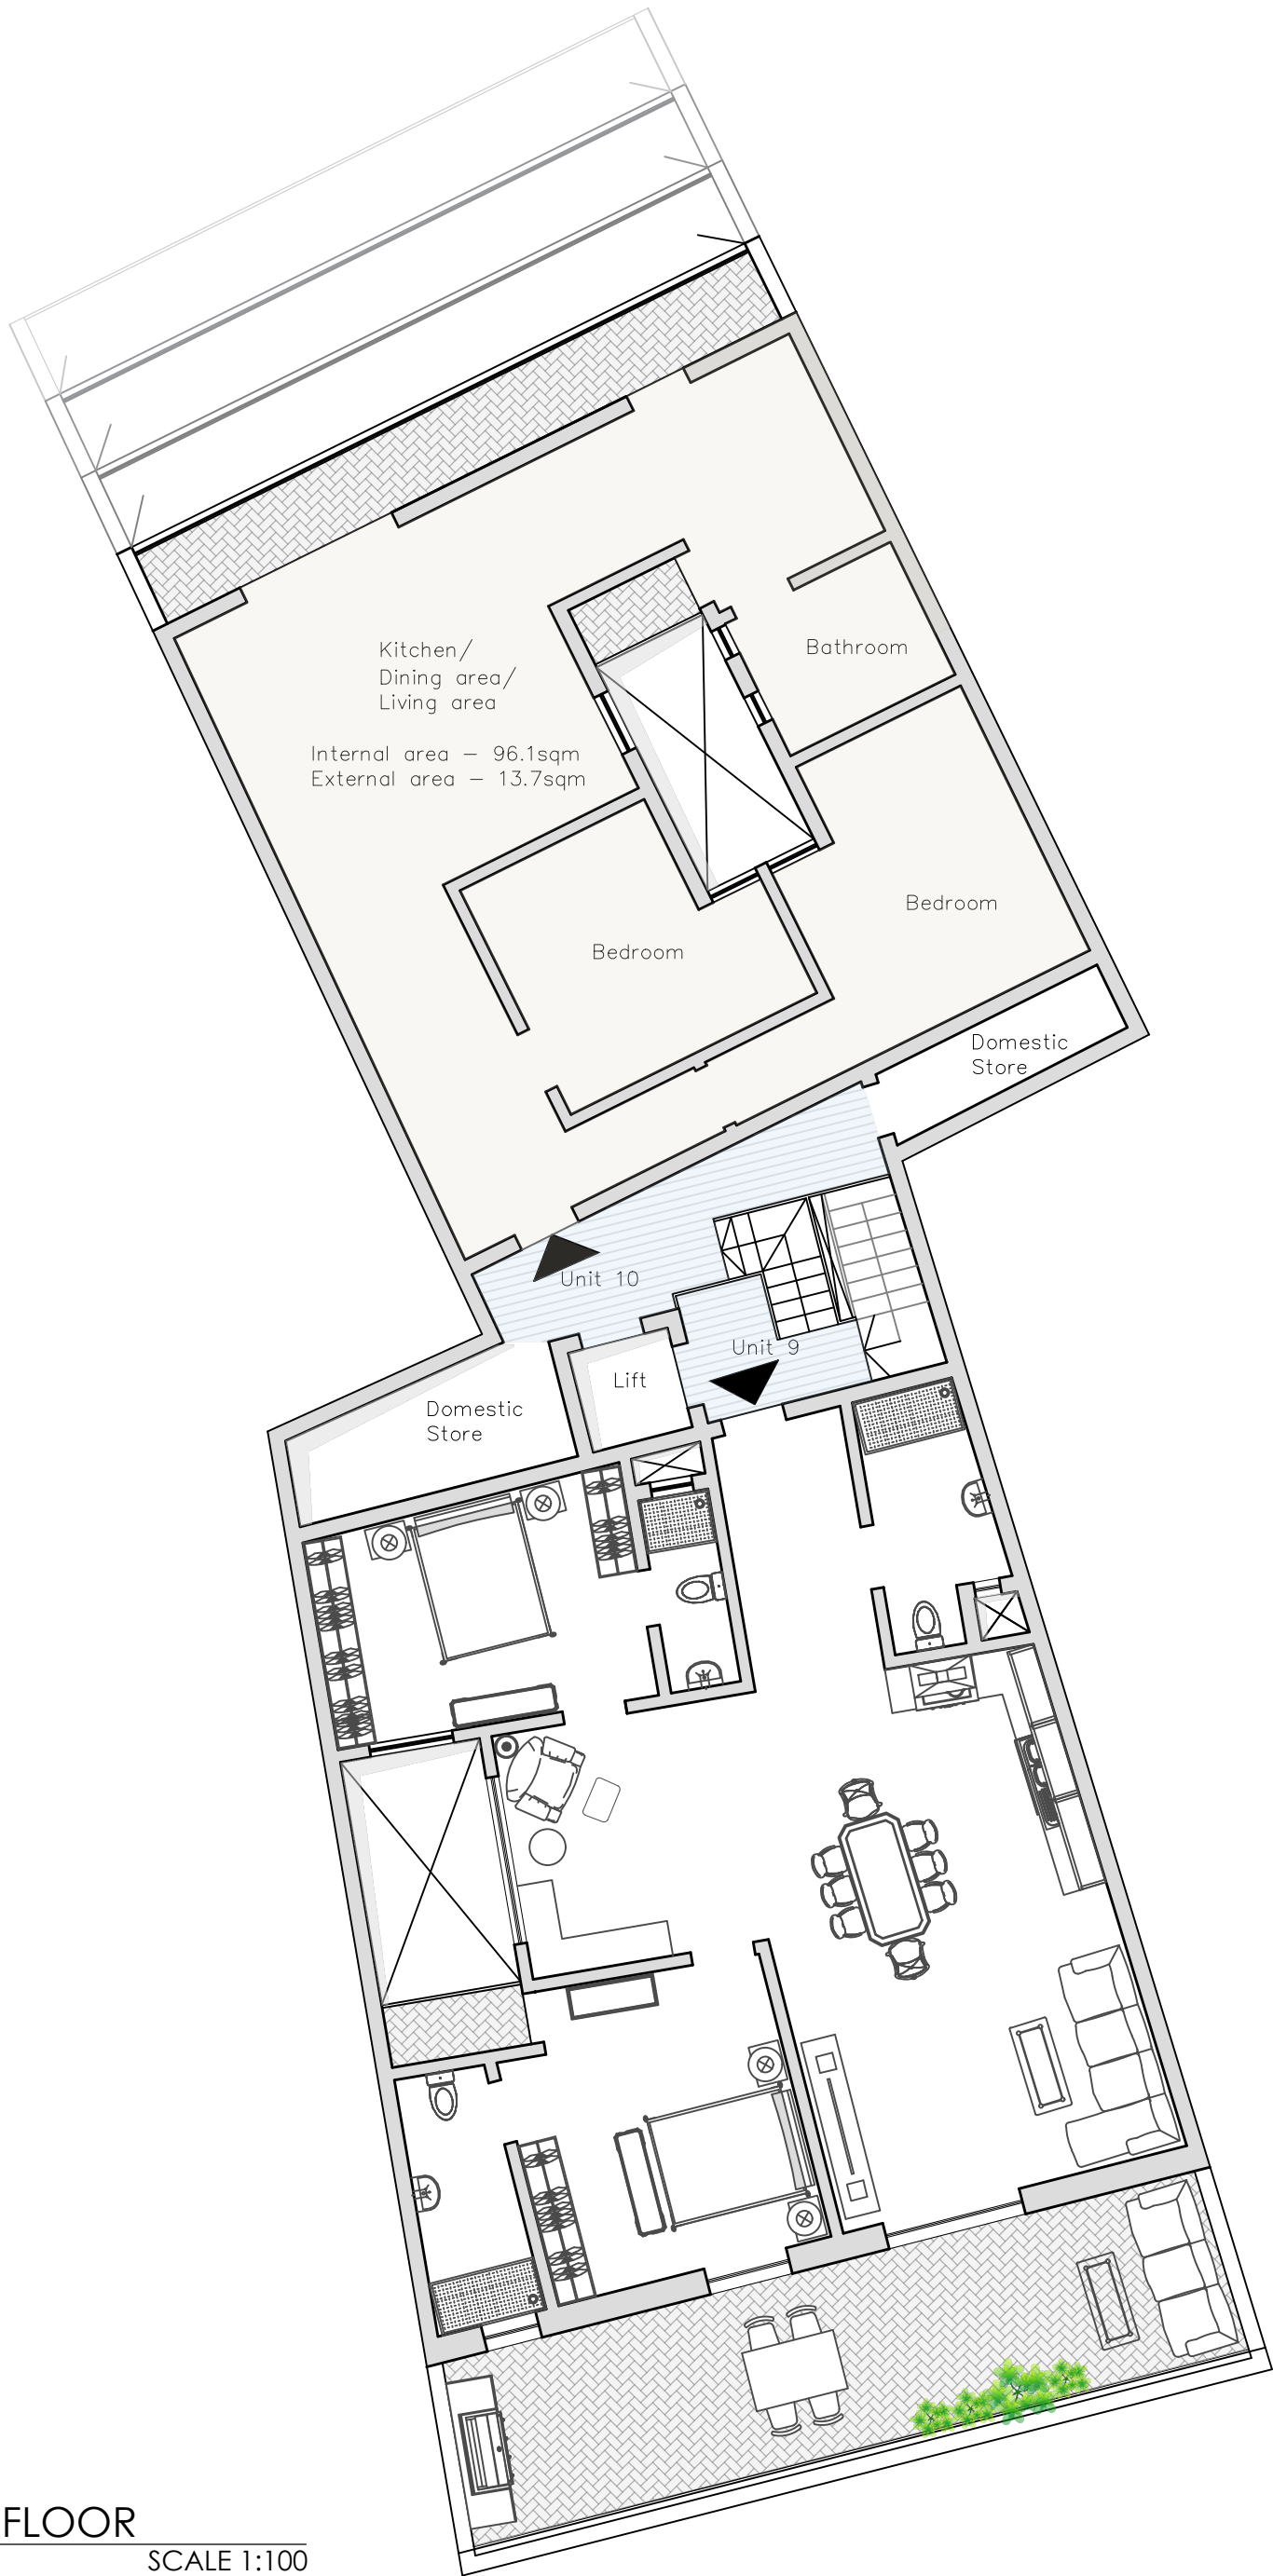 Kitchen/
Dining area/
Living area
Internal area – 96.1sqm
External area – 13.7sqm
Bathroom
Bedroom
Bedroom
Domestic
Store
Unit 10
Unit 9
Lift
Domestic
Store
FLOOR
SCALE 1:100